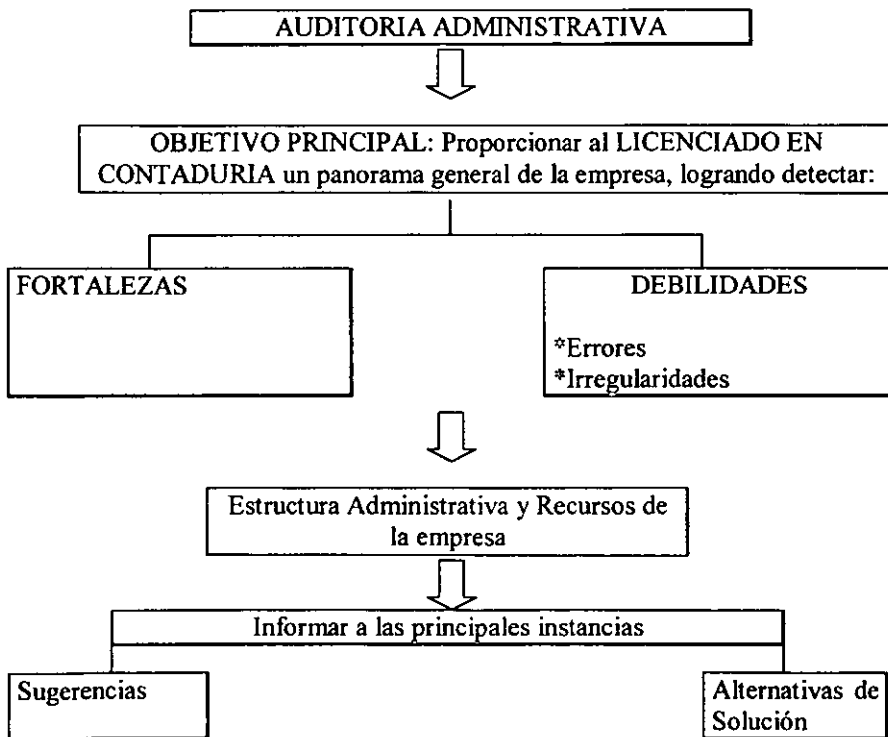 AUDITORIA ADMINISTRATIVA
OBJETIVO PRINCIPAL: Proporcionar al LICENCIADO EN
CONTADURIA un panorama general de la empresa, logrando detectar:
FORTALEZAS
DEBILIDADES
*Errores
*Irregularidades
Estructura Administrativa y Recursos de
la empresa
Informar a las principales instancias
Sugerencias
Alternativas de
Solución